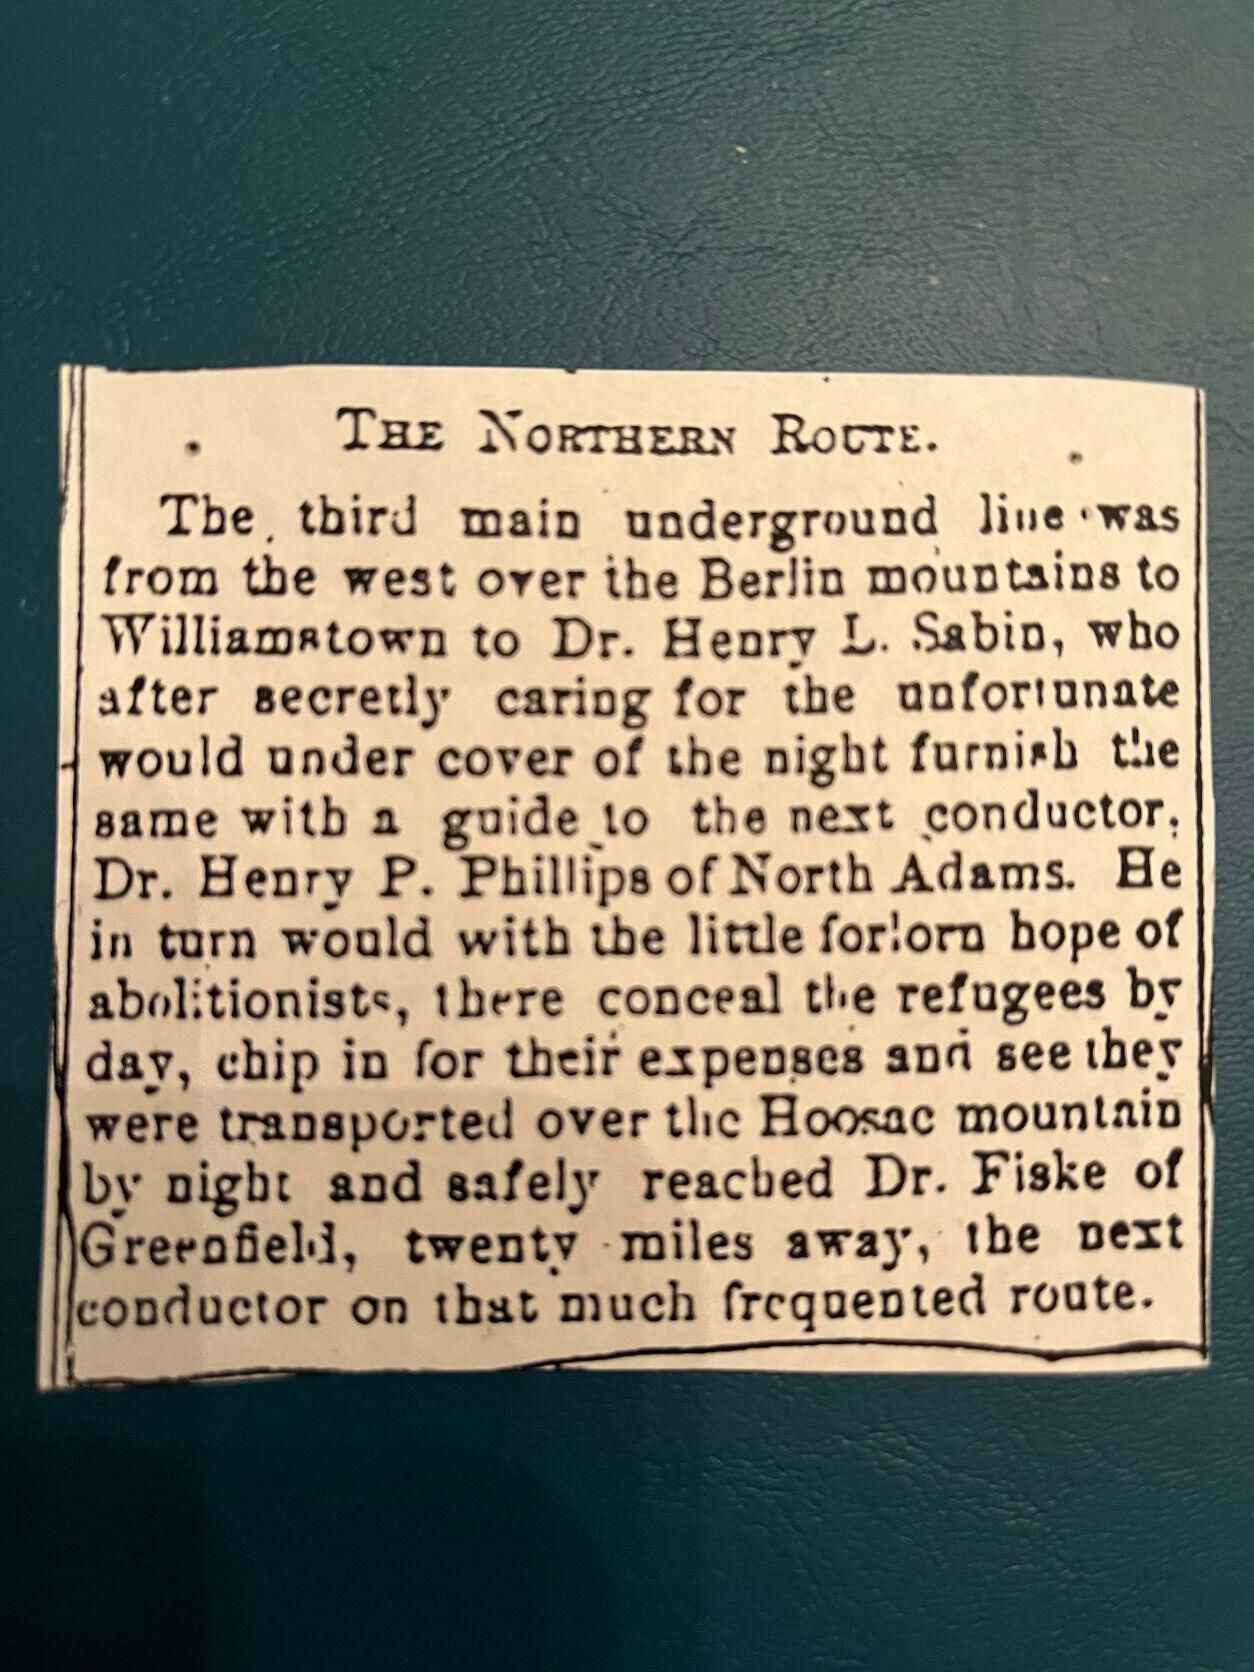 THE NORTHERN ROUTE.
The third main underground line was
from the west over the Berlin mountains to
Williamstown to Dr. Henry L. Sabin, who
after secretly caring for the unfortunate
would under cover of the night furnish the
same with a guide to the next conductor,
Dr. Henry P. Phillips of North Adams. He
in turn would with the little forlorn hope of
abolitionists, there conceal the refugees by
day, chip in for their expenses and see they
were transported over the Hoosac mountain
by night and safely reached Dr. Fiske of
Greenfield, twenty miles away, the next
conductor on that much frequented route.